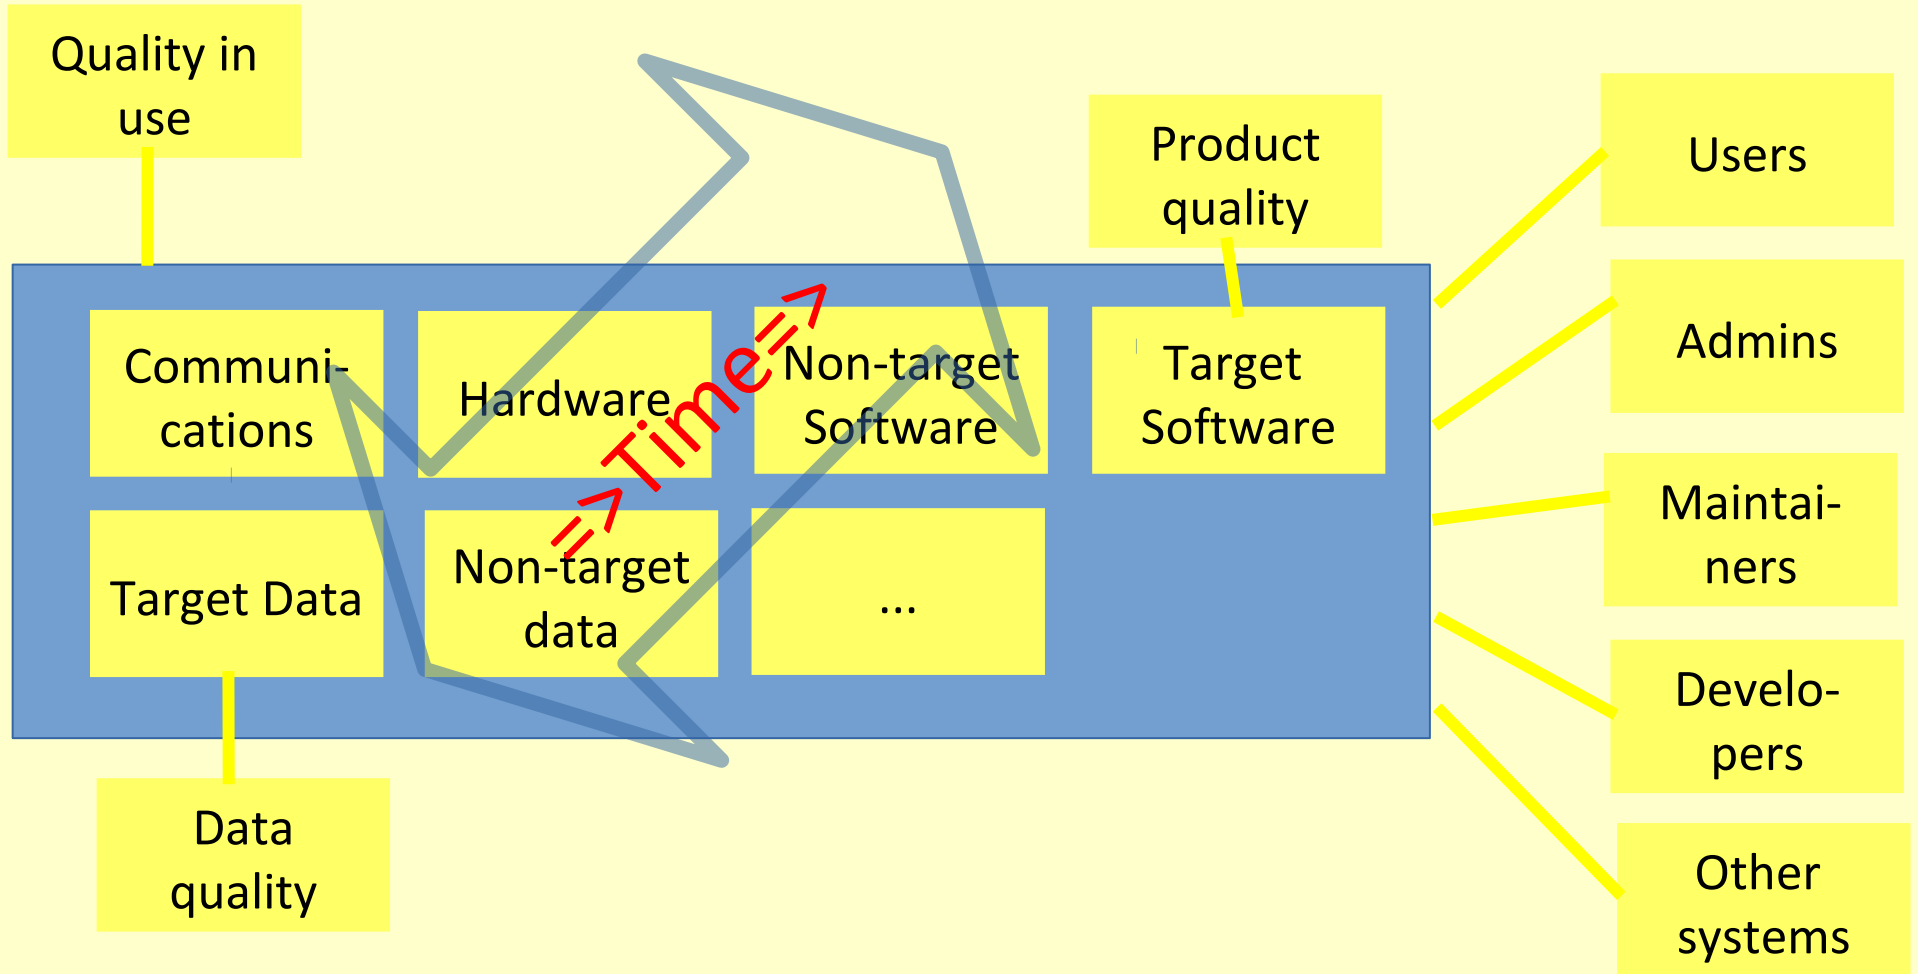 Quality in
use
Product
quality
Users
Admins
Communi-
cations
Hardware
=>Time=>
Non-target
Software
Target
Software
Maintai-
ners
Target Data
Non-target
data
...
Develo-
pers
Data
quality
Other
systems